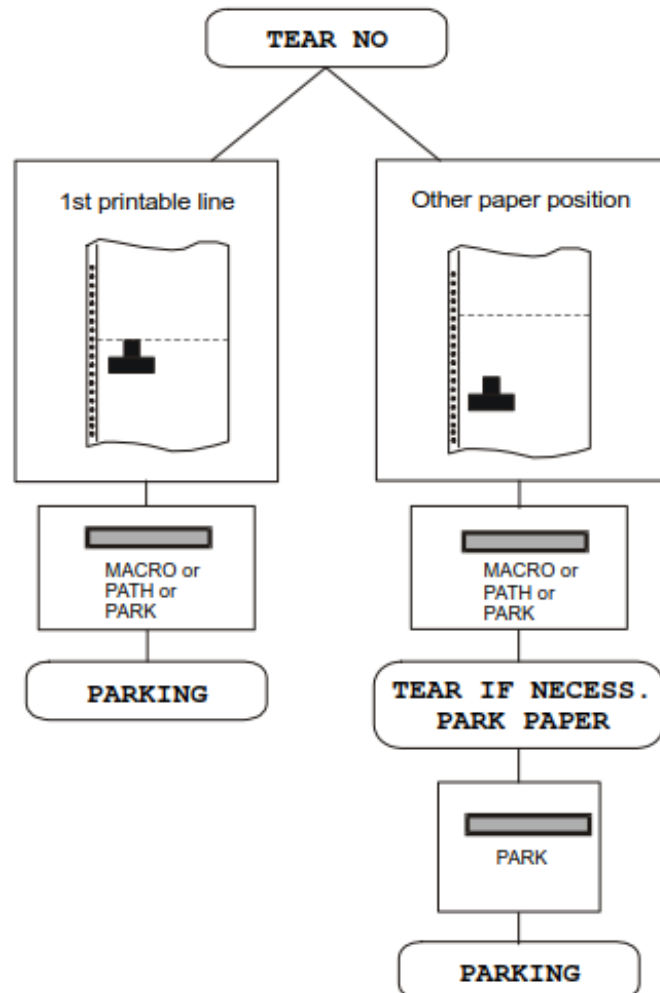 TEAR NO
1st printable line
Other paper position
MACRO or
PATH or
PARK
MACRO or
PATH or
PARK
PARKING
TEAR IF NECESS.
PARK PAPER
PARK
PARKING